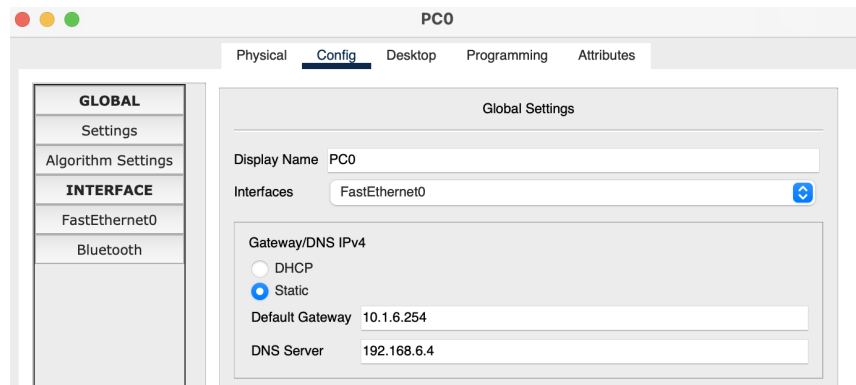 PC0
Physical Config Desktop Programming Attributes
GLOBAL
Settings
Algorithm Settings
INTERFACE
FastEthernet0
Bluetooth
Global Settings
Display Name PC0
Interfaces FastEthernet0
Gateway/DNS IPv4
DHCP
Static
Default Gateway 10.1.6.254
DNS Server 192.168.6.4